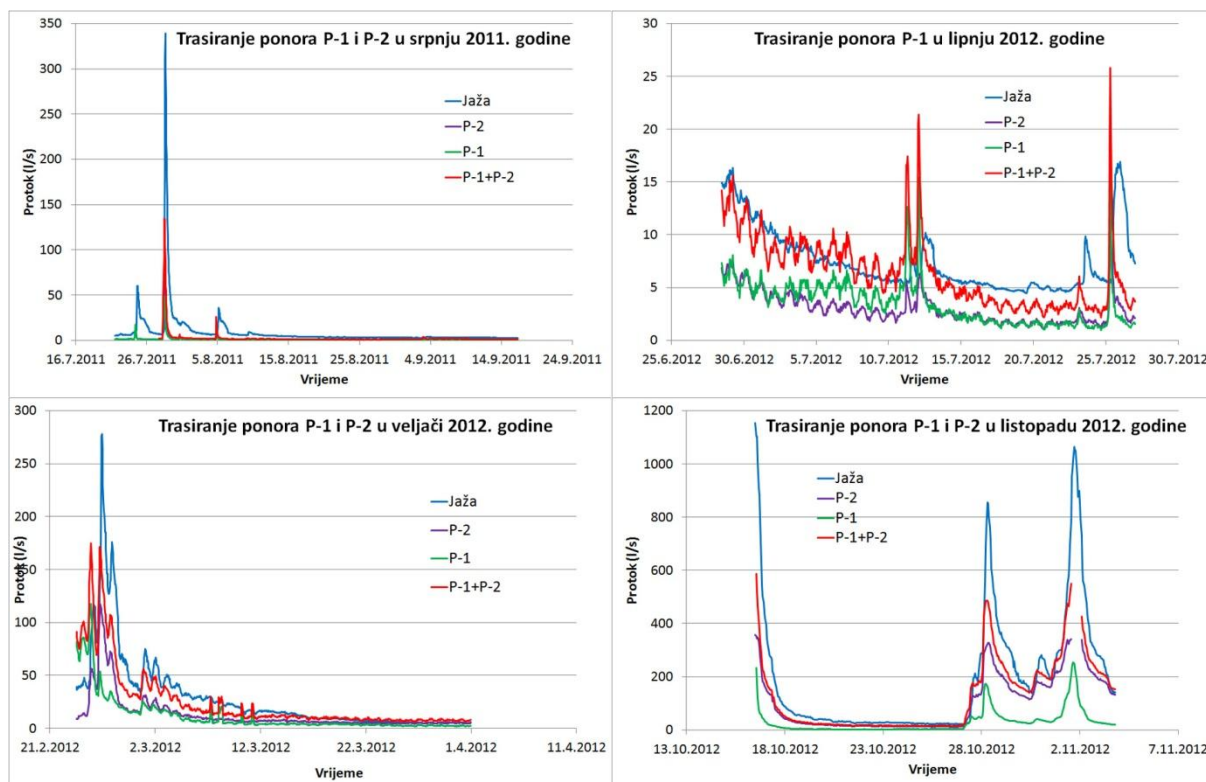 Trasiranje ponora P-1 i P-2 u srpnju 2011. godine
350
300
250
200
150
100
50
0
Protok (l/s)
Jaža
P-2
P-1
P-1+P-2
16.7.2011 26.7.2011 5.8.2011 15.8.2011 25.8.2011 4.9.2011 14.9.2011 24.9.2011
Vrijeme
Trasiranje ponora P-1 u lipnju 2012. godine
30
25
20
15
10
5
0
Protok (l/s)
Jaža
P-2
P-1
P-1+P-2
25.6.2012 30.6.2012 5.7.2012 10.7.2012 15.7.2012 20.7.2012 25.7.2012 30.7.2012
Vrijeme
Trasiranje ponora P-1 i P-2 u veljači 2012. godine
300
250
200
150
100
50
0
Protok (l/s)
Jaža
P-2
P-1
P-1+P-2
21.2.2012 2.3.2012 12.3.2012 22.3.2012 1.4.2012 11.4.2012
Vrijeme
Trasiranje ponora P-1 i P-2 u listopadu 2012. godine
1200
1000
800
600
400
200
0
Protok (l/s)
Jaža
P-2
P-1
P-1+P-2
13.10.2012 18.10.2012 23.10.2012 28.10.2012 2.11.2012 7.11.2012
Vrijeme